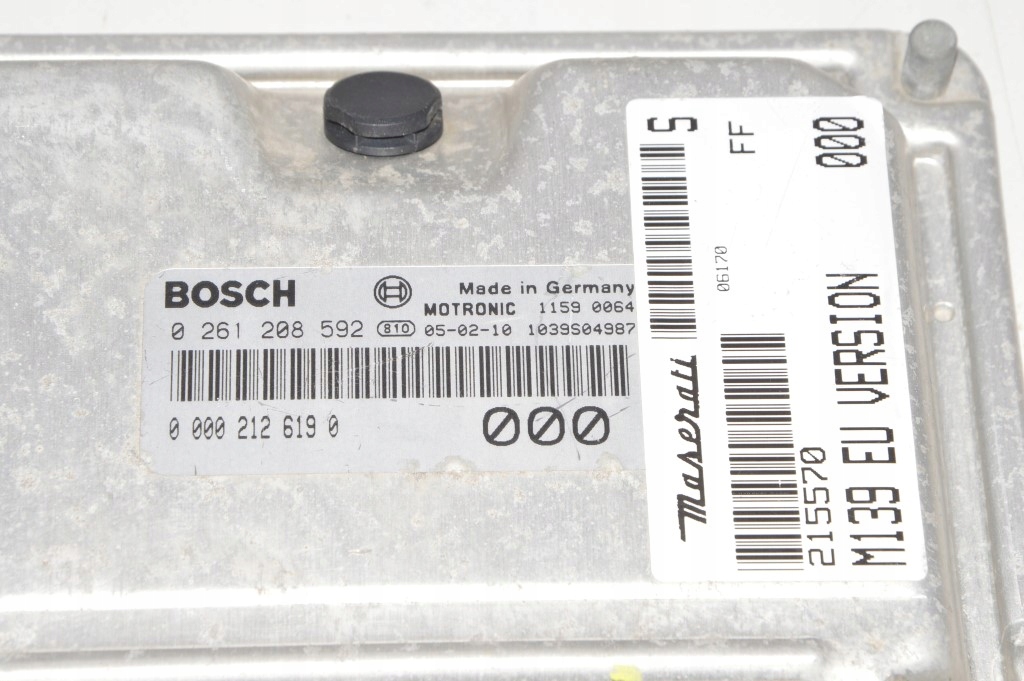 BOSCH
Made in Germany
MOTRONIC 1159 0064
0 261 208 592 810 05-02-10 1039S04987
0 000 212 619 0
000
S
FF
000
06170
Maserati
215570
M139 EU VERSION